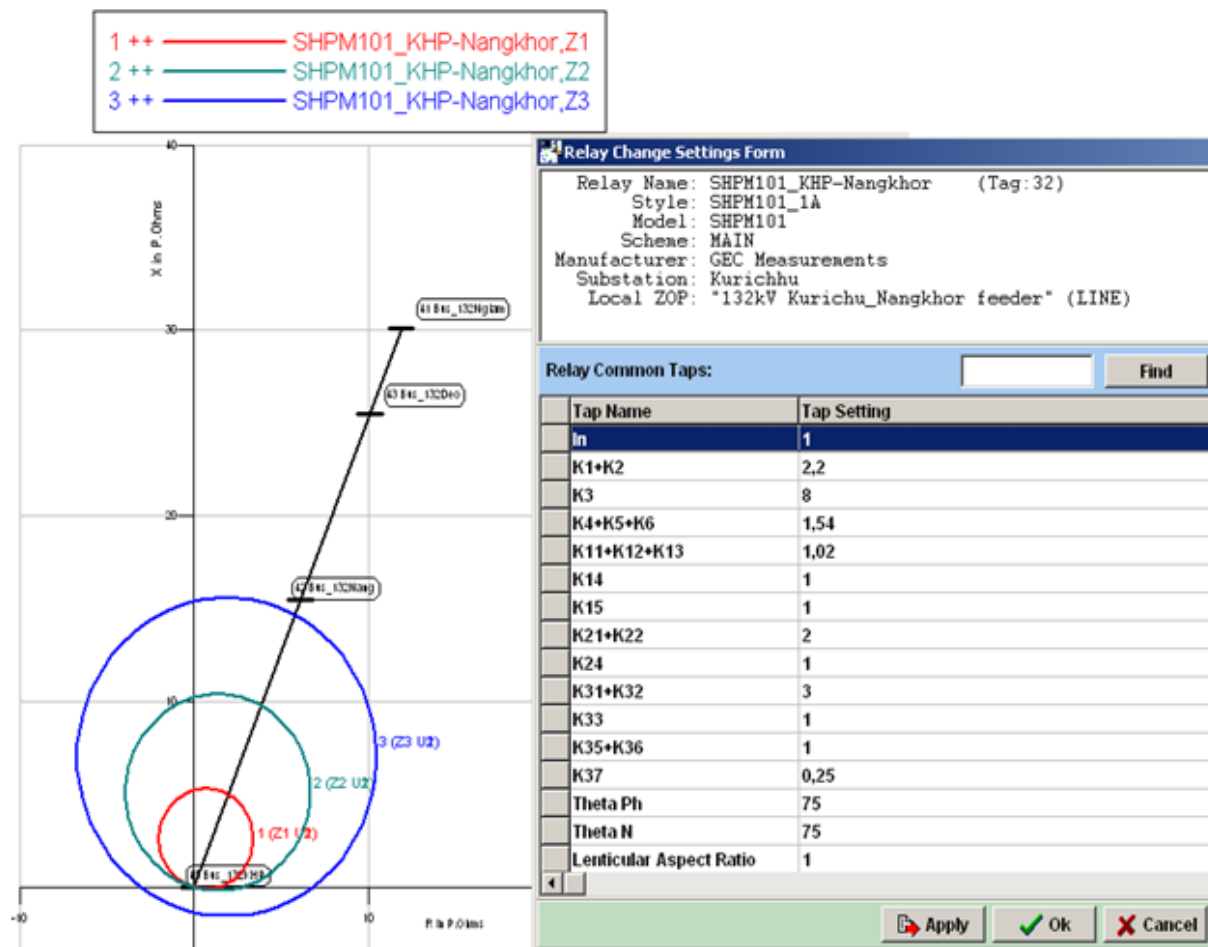 1 ++ SHPM101_KHP-Nangkhor,Z1
2 ++ SHPM101_KHP-Nangkhor,Z2
3 ++ SHPM101_KHP-Nangkhor,Z3
40
X in P.Ohms
30
20
10
-10
10
R in P.Ohms
3 (Z3 U2)
2 (Z2 U2)
1 (Z1 U2)
Relay Change Settings Form
Relay Name: SHPM101_KHP-Nangkhor (Tag:32)
Style: SHPM101_1A
Model: SHPM101
Scheme: MAIN
Manufacturer: GEC Measurements
Substation: Kurichhu
Local ZOP: "132kV Kurichu_Nangkhor feeder" (LINE)
Relay Common Taps:
Find
Tap Name Tap Setting
In 1
K1+K2 2,2
K3 8
K4+K5+K6 1,54
K11+K12+K13 1,02
K14 1
K15 1
K21+K22 2
K24 1
K31+K32 3
K33 1
K35+K36 1
K37 0,25
Theta Ph 75
Theta N 75
Lenticular Aspect Ratio 1
Apply Ok Cancel